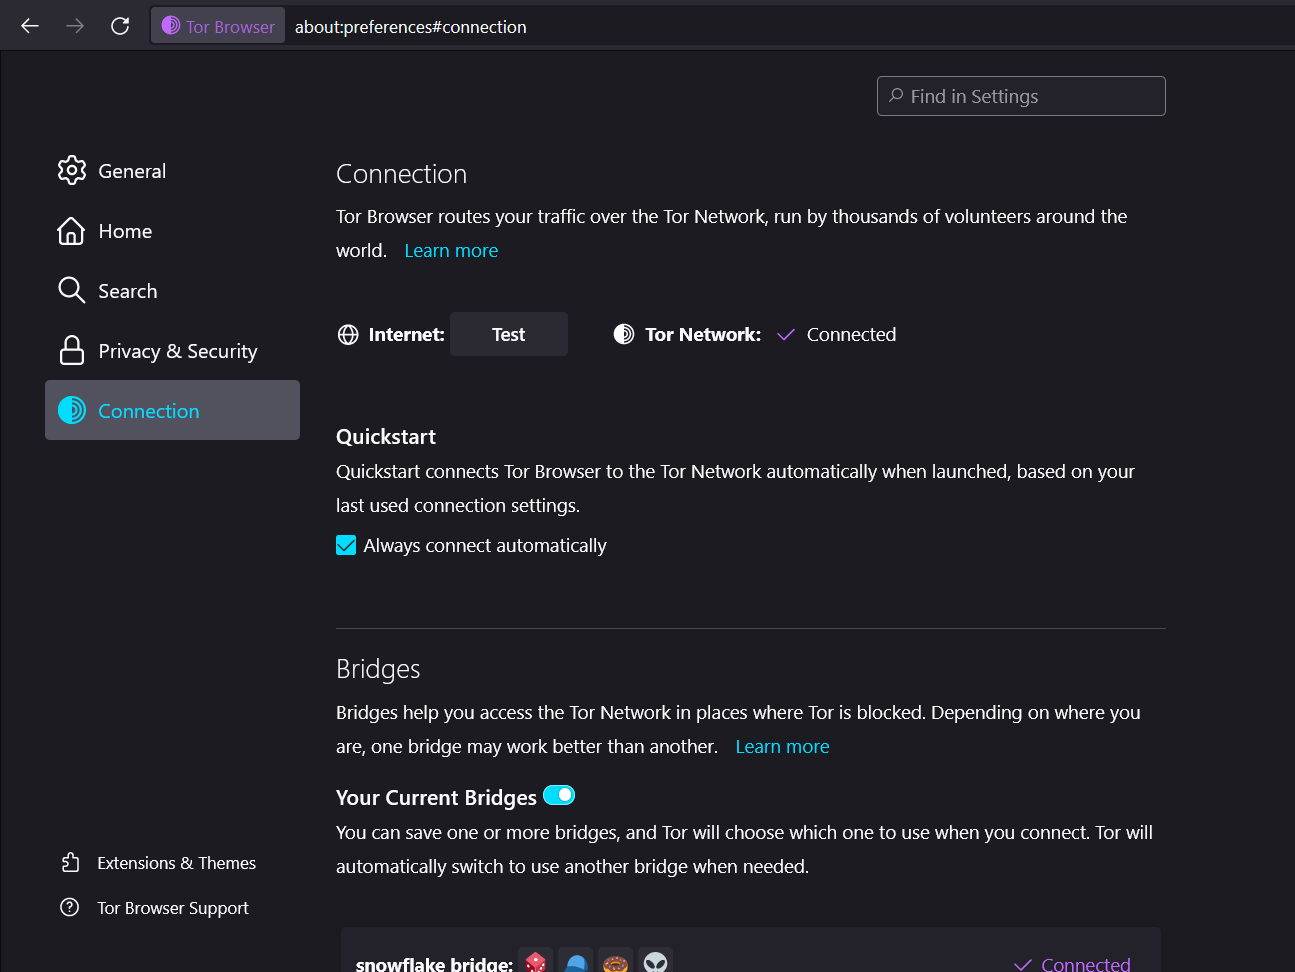 Tor Browser about:preferences#connection
Find in Settings
General
Home
Search
Privacy & Security
Connection
Extensions & Themes
Tor Browser Support
Connection
Tor Browser routes your traffic over the Tor Network, run by thousands of volunteers around the
world. Learn more
Internet: Test Tor Network: Connected
Quickstart
Quickstart connects Tor Browser to the Tor Network automatically when launched, based on your
last used connection settings.
Always connect automatically
Bridges
Bridges help you access the Tor Network in places where Tor is blocked. Depending on where you
are, one bridge may work better than another. Learn more
Your Current Bridges
You can save one or more bridges, and Tor will choose which one to use when you connect. Tor will
automatically switch to use another bridge when needed.
snowflake bridge: Connected